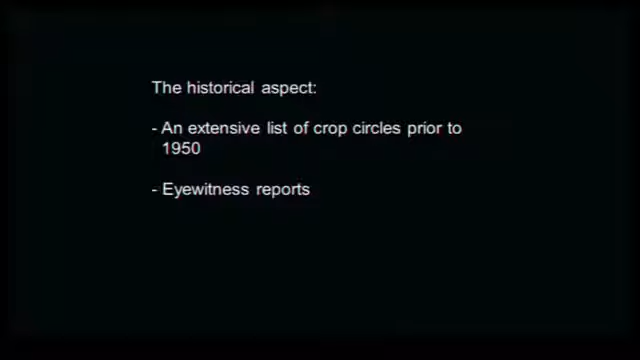 The historical aspect:
- An extensive list of crop circles prior to
1950
- Eyewitness reports